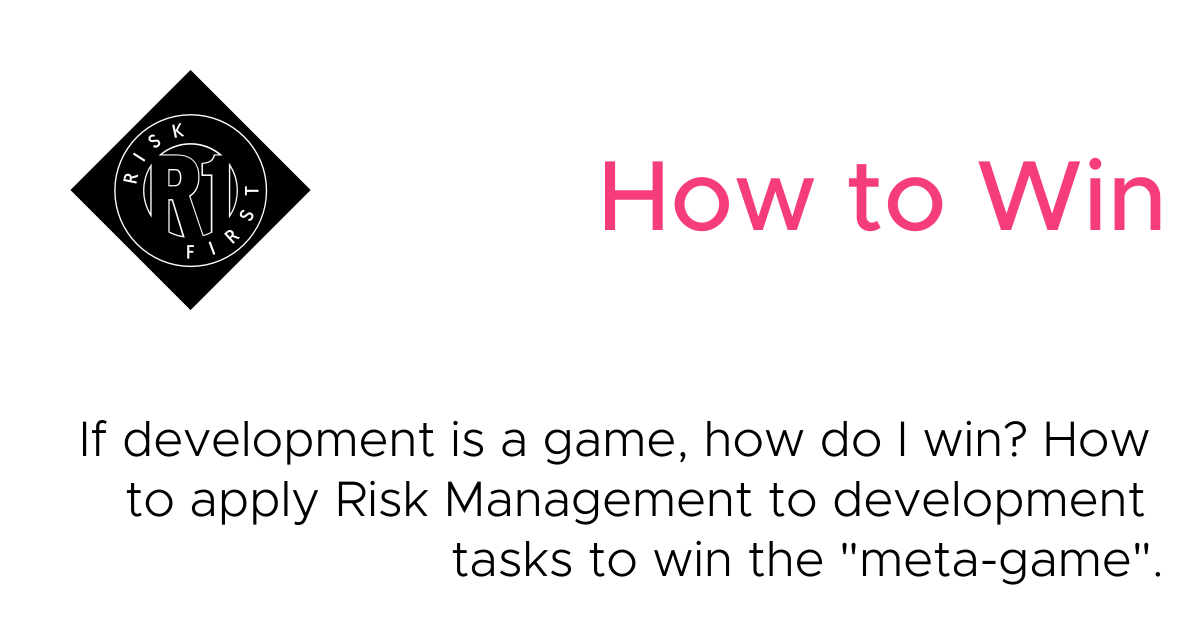 RISK
R1
FIRST
How to Win
If development is a game, how do I win? How
to apply Risk Management to development
tasks to win the "meta-game".